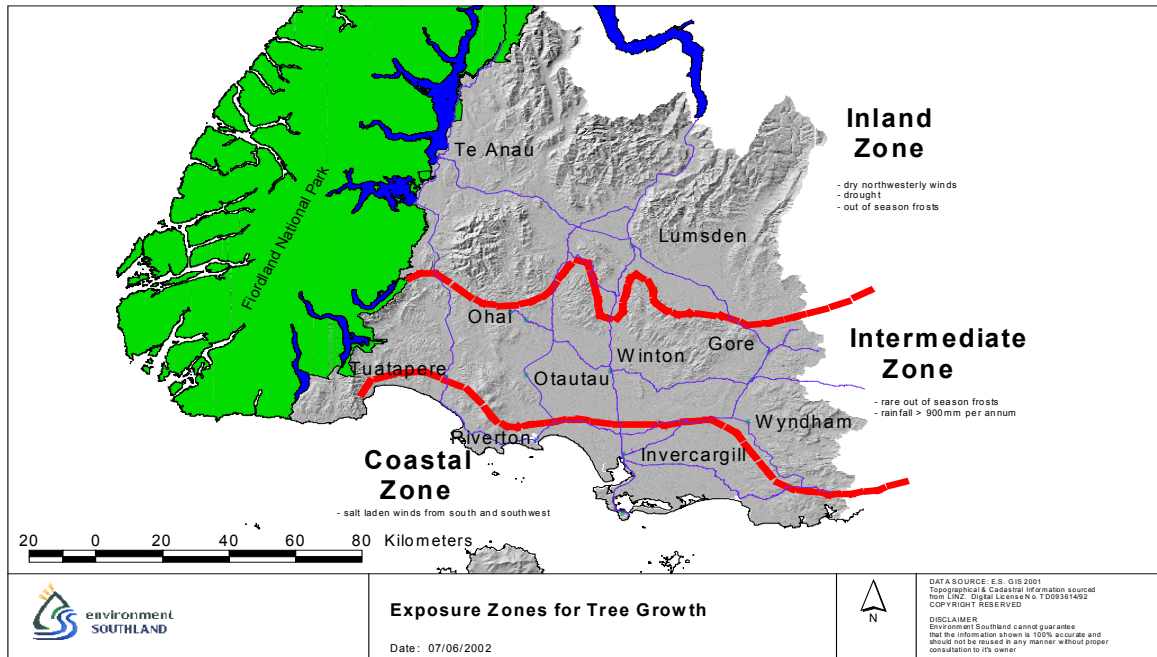 Inland
Zone
- dry northwesterly winds
- drought
- out of season frosts
Te Anau
Fiordland National Park
Lumsden
Ohai
Winton
Gore
Intermediate
Zone
- rare out of season frosts
- rainfall > 900mm per annum
Tuatapere
Otautau
Wyndham
Riverton
Invercargill
Coastal
Zone
- salt laden winds from south and southwest
20 0 20 40 60 80 Kilometers
environment
SOUTHLAND
Exposure Zones for Tree Growth
Date: 07/06/2002
N
DATA SOURCE: E.S. GIS 2001
Topographical & Cadastral Information sourced
from LINZ. Digital License No. TD093614/92
COPYRIGHT RESERVED
DISCLAIMER
Environment Southland cannot guarantee
that the information shown is 100% accurate and
should not be reused in any manner without proper
consultation to it's owner